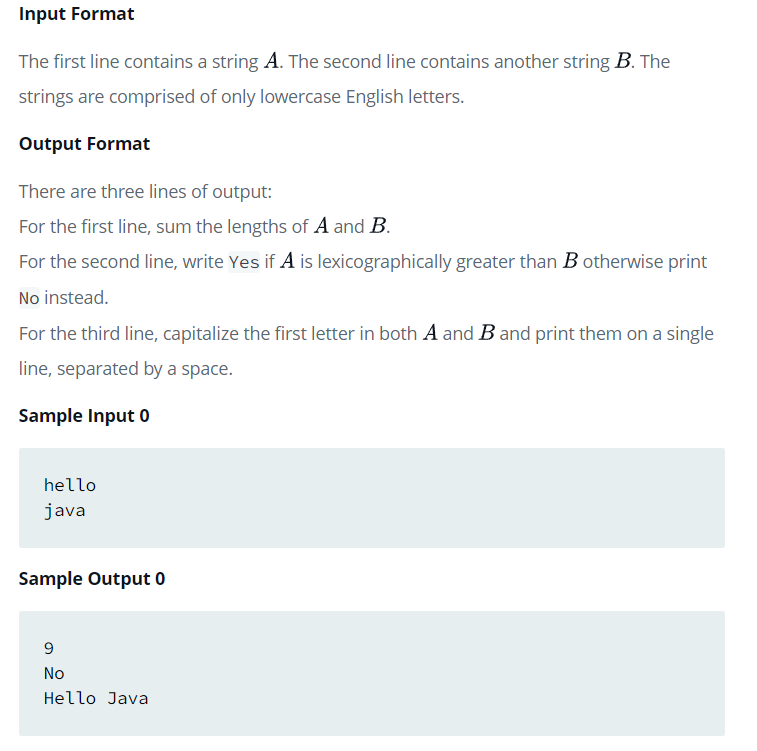 Input Format
The first line contains a string A. The second line contains another string B. The
strings are comprised of only lowercase English letters.
Output Format
There are three lines of output:
For the first line, sum the lengths of A and B.
For the second line, write Yes if A is lexicographically greater than B otherwise print
No instead.
For the third line, capitalize the first letter in both A and B and print them on a single
line, separated by a space.
Sample Input 0
hello
java
Sample Output 0
9
No
Hello Java